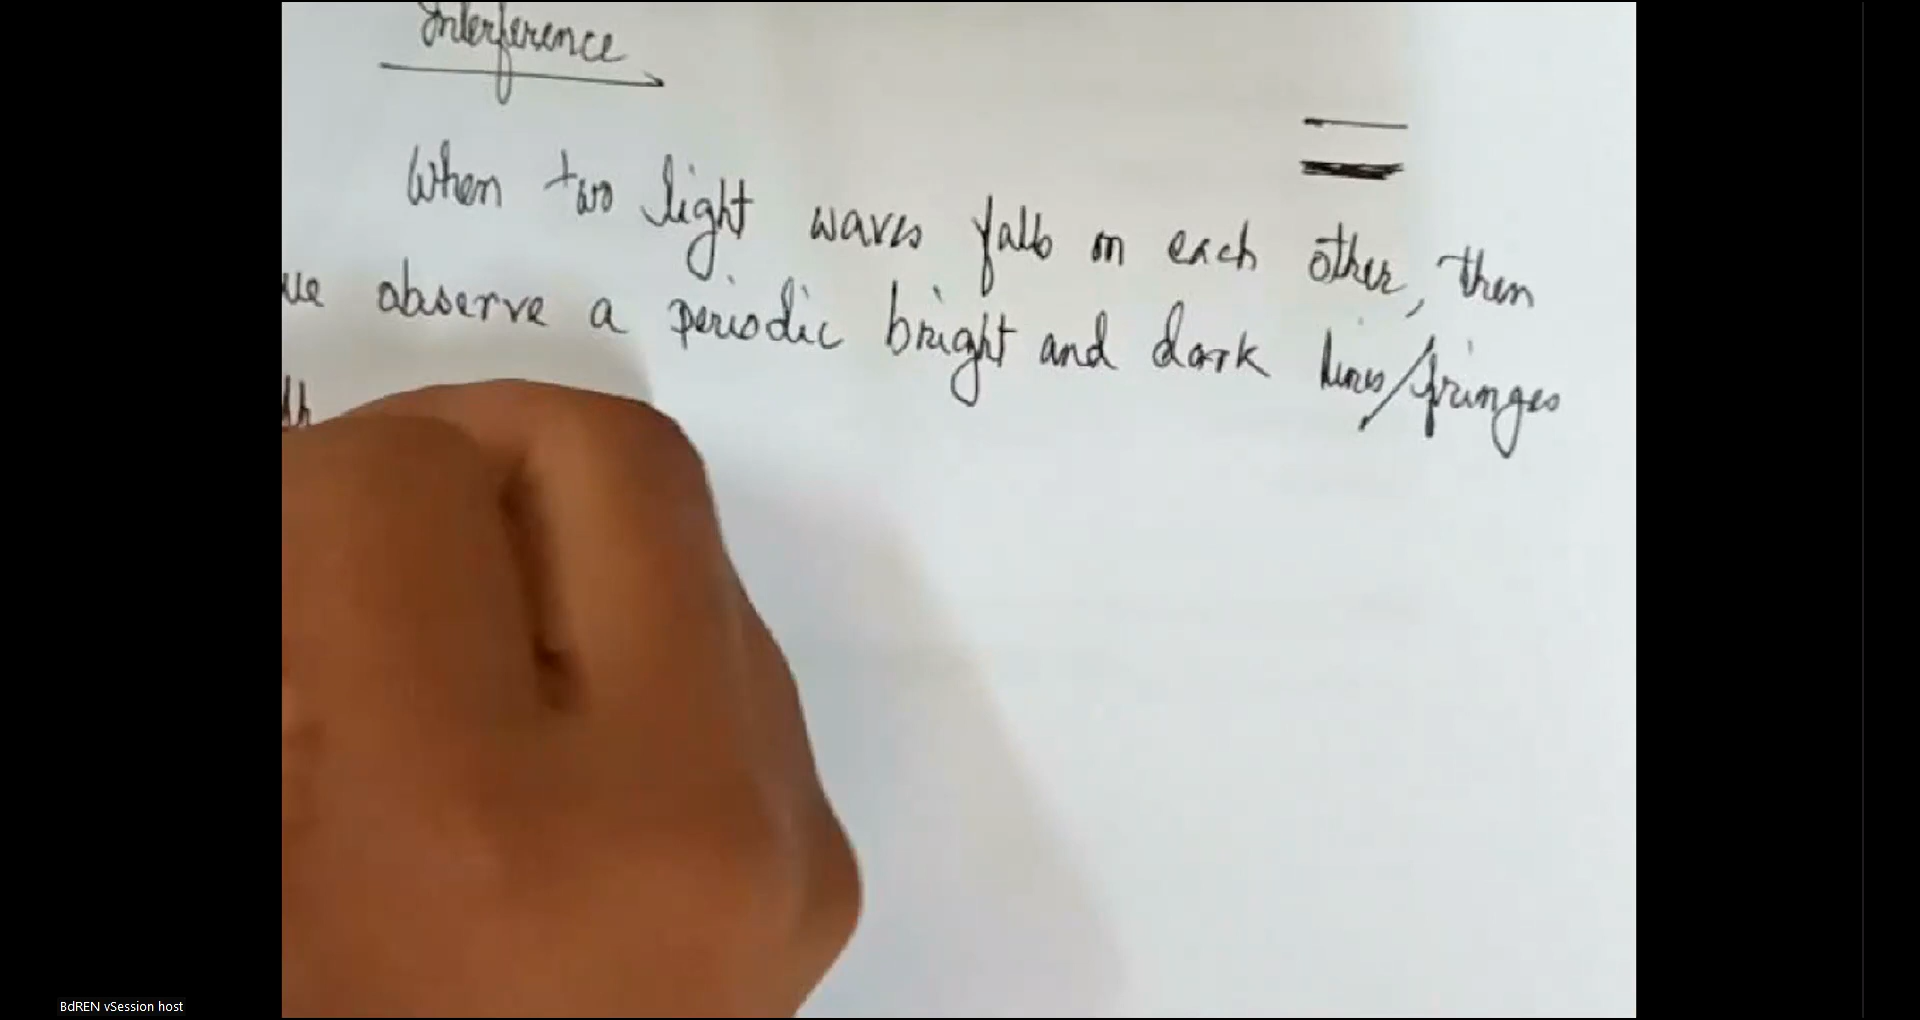 Interference
When two light waves falls on each other, then
we observe a periodic bright and dark lines/fringes
BdREN vSession host